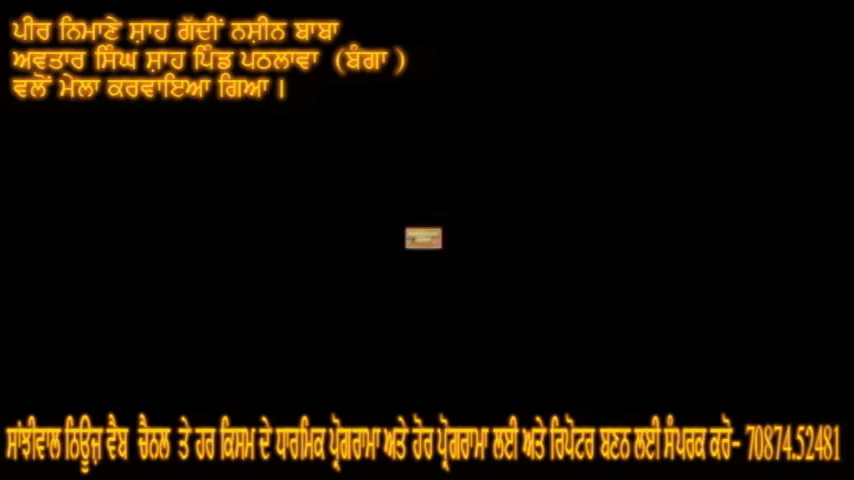 ਪੀਰ ਨਿਮਾਣੇ ਸ਼ਾਹ ਗੱਦੀਂ ਨਸ਼ੀਨ ਬਾਬਾ
ਅਵਤਾਰ ਸਿੰਘ ਸ਼ਾਹ ਪਿੰਡ ਪਠਲਾਵਾ (ਬੰਗਾ )
ਵਲੋਂ ਮੇਲਾ ਕਰਵਾਇਆ ਗਿਆ ।
ਸਾਂਝੀਵਾਲ ਨਿਊਜ਼ ਵੈਬ ਚੈਨਲ ਤੇ ਹਰ ਕਿਸਮ ਦੇ ਧਾਰਮਿਕ ਪ੍ਰੋਗਰਾਮਾ ਅਤੇ ਹੋਰ ਪ੍ਰੋਗਰਾਮਾ ਲਈ ਅਤੇ ਰਿਪੋਟਰ ਬਣਨ ਲਈ ਸੰਪਰਕ ਕਰੋ- 70874.52481